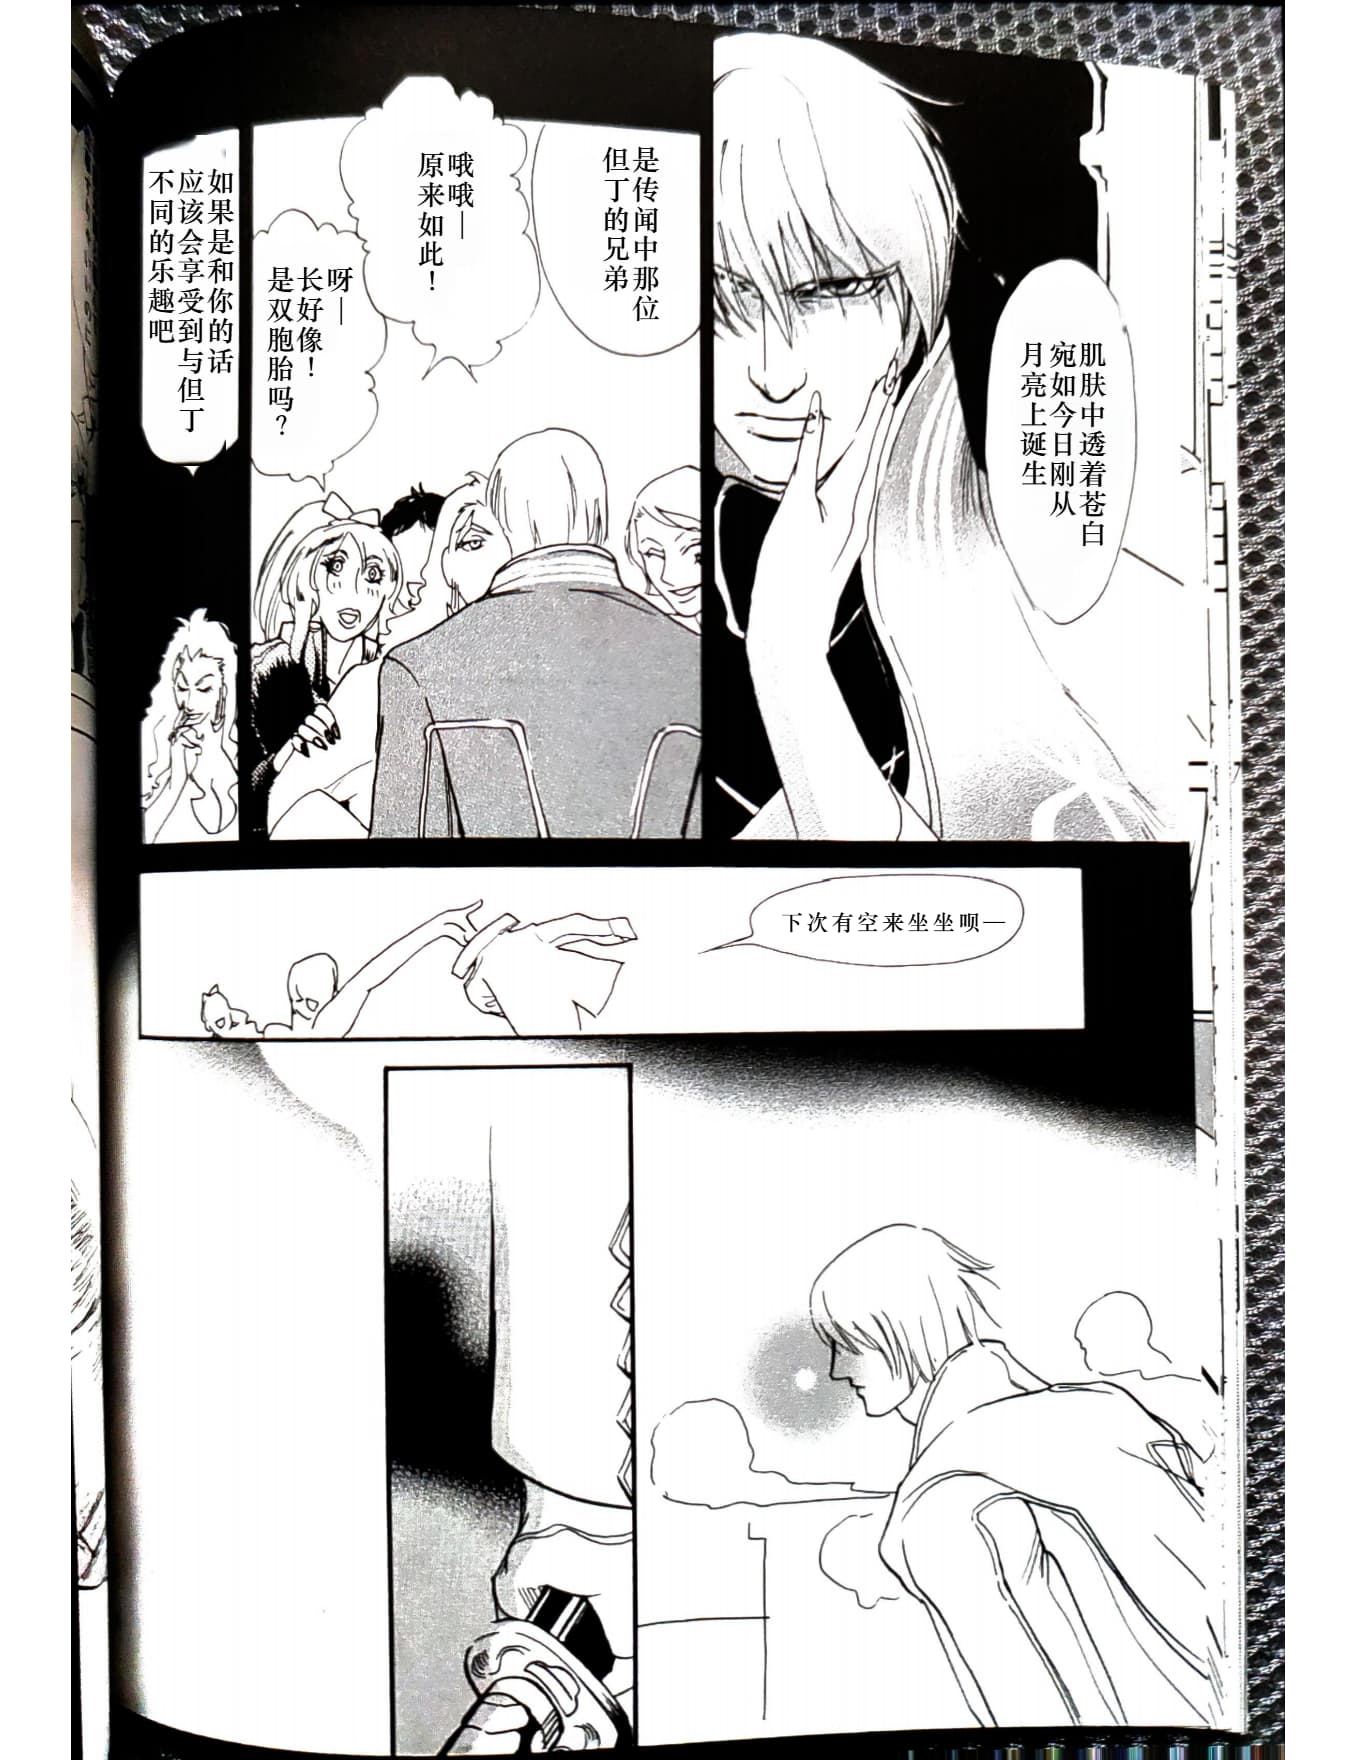 肌肤中透着苍白
宛如今日刚从
月亮上诞生
是传闻中那位
但丁的兄弟
哦哦—
原来如此！
呀—
长好像！
是双胞胎吗？
如果是和你的话
应该会享受到与但丁
不同的乐趣吧
下次有空来坐坐呗—